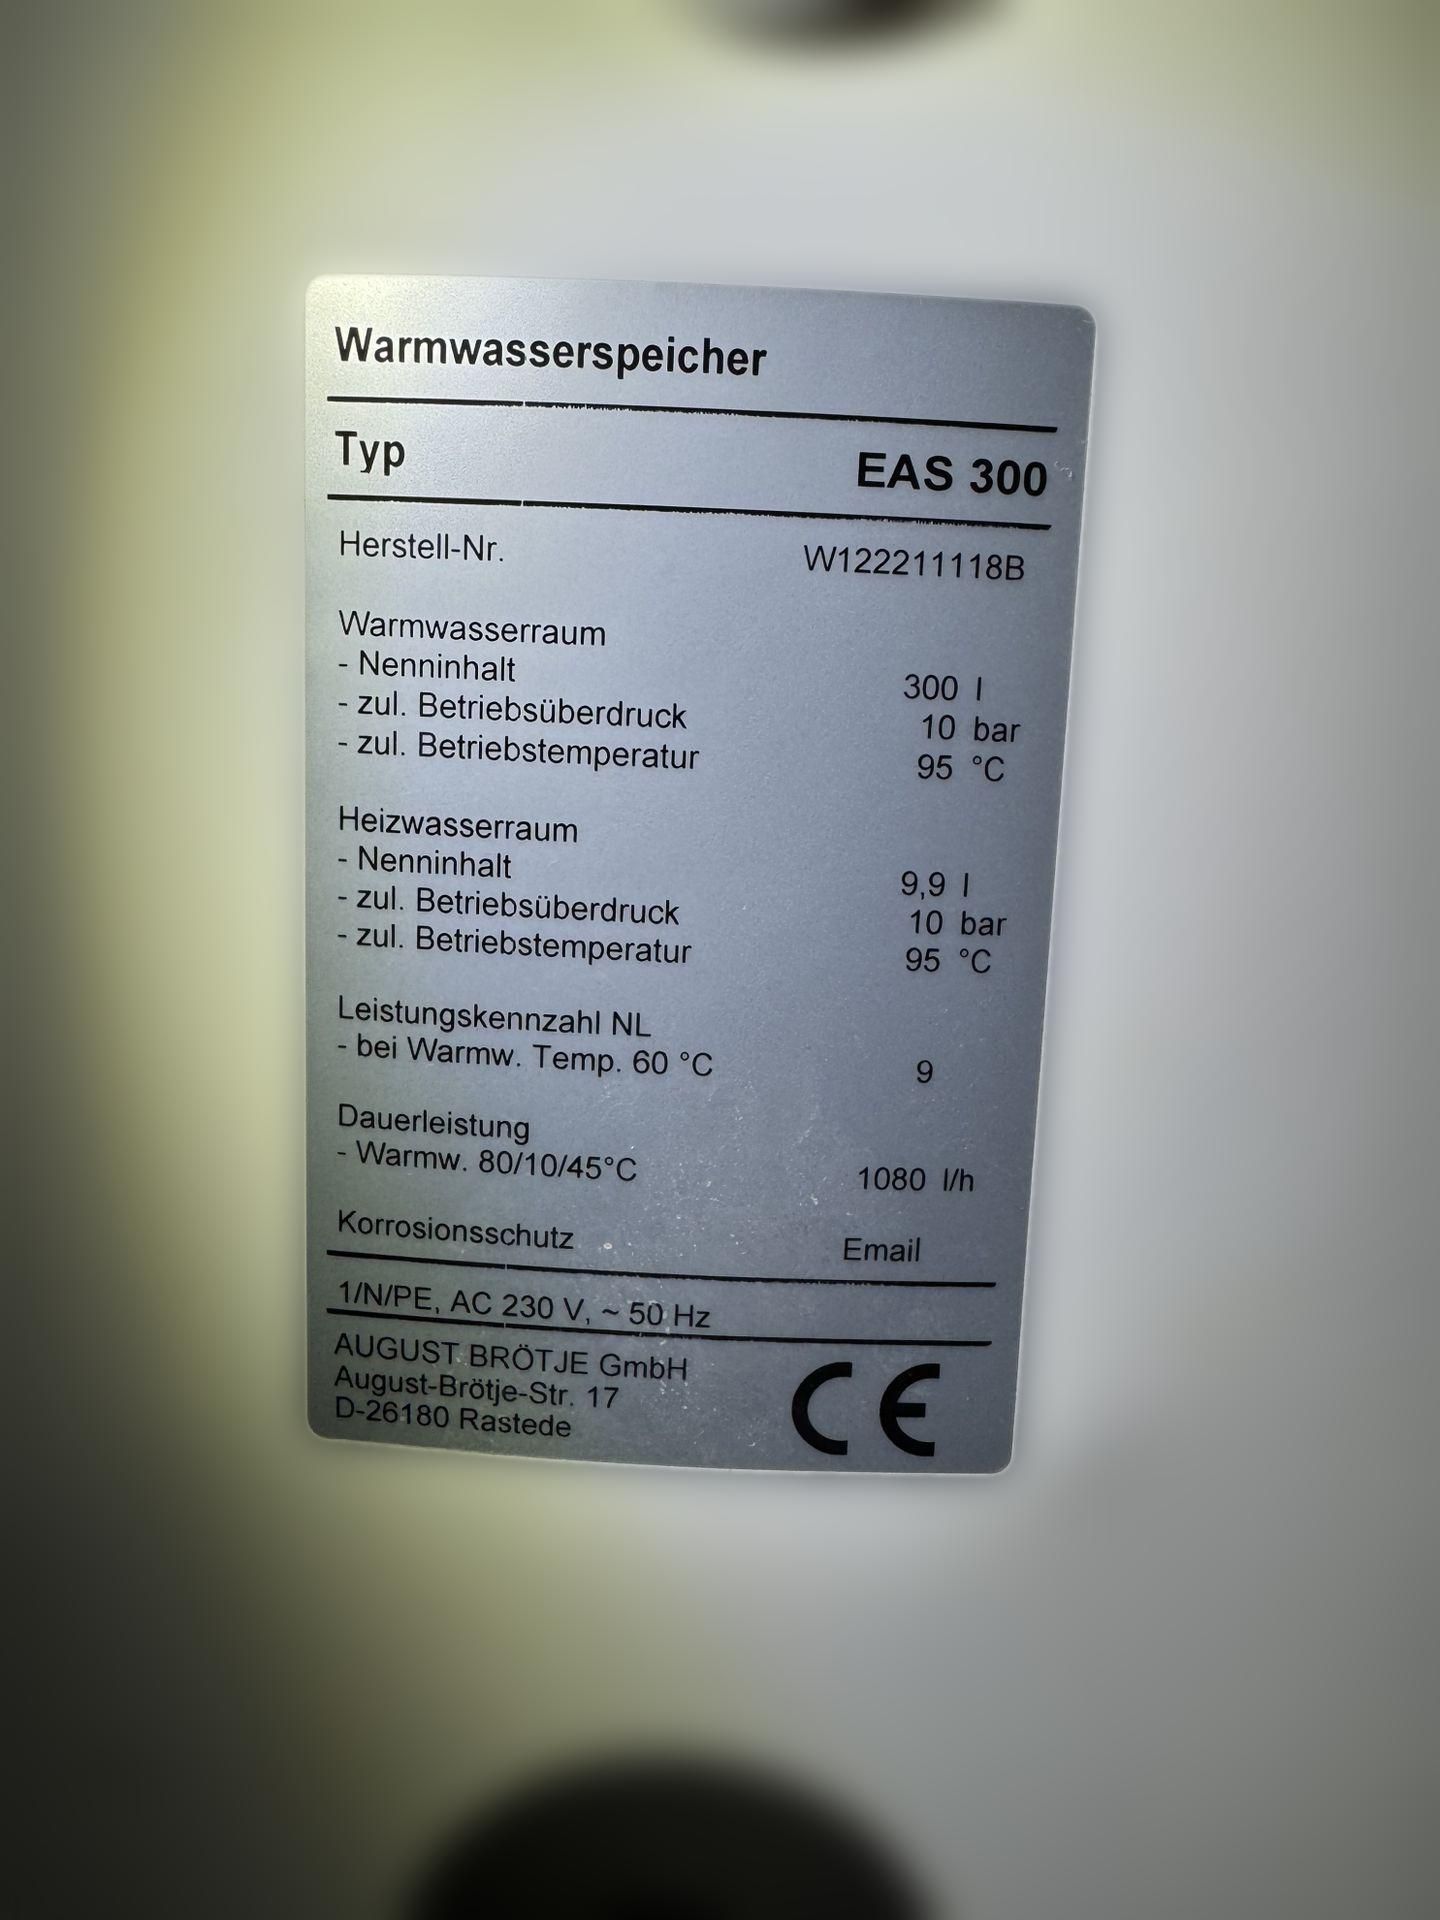 Warmwasserspeicher
Typ EAS 300
Herstell-Nr. W122211118B
Warmwasserraum
- Nenninhalt 300 l
- zul. Betriebsüberdruck 10 bar
- zul. Betriebstemperatur 95 °C
Heizwasserraum
- Nenninhalt 9,9 l
- zul. Betriebsüberdruck 10 bar
- zul. Betriebstemperatur 95 °C
Leistungskennzahl NL
- bei Warmw. Temp. 60 °C 9
Dauerleistung
- Warmw. 80/10/45°C 1080 l/h
Korrosionsschutz Email
1/N/PE, AC 230 V, ~ 50 Hz
AUGUST BRÖTJE GmbH
August-Brötje-Str. 17
D-26180 Rastede
CE